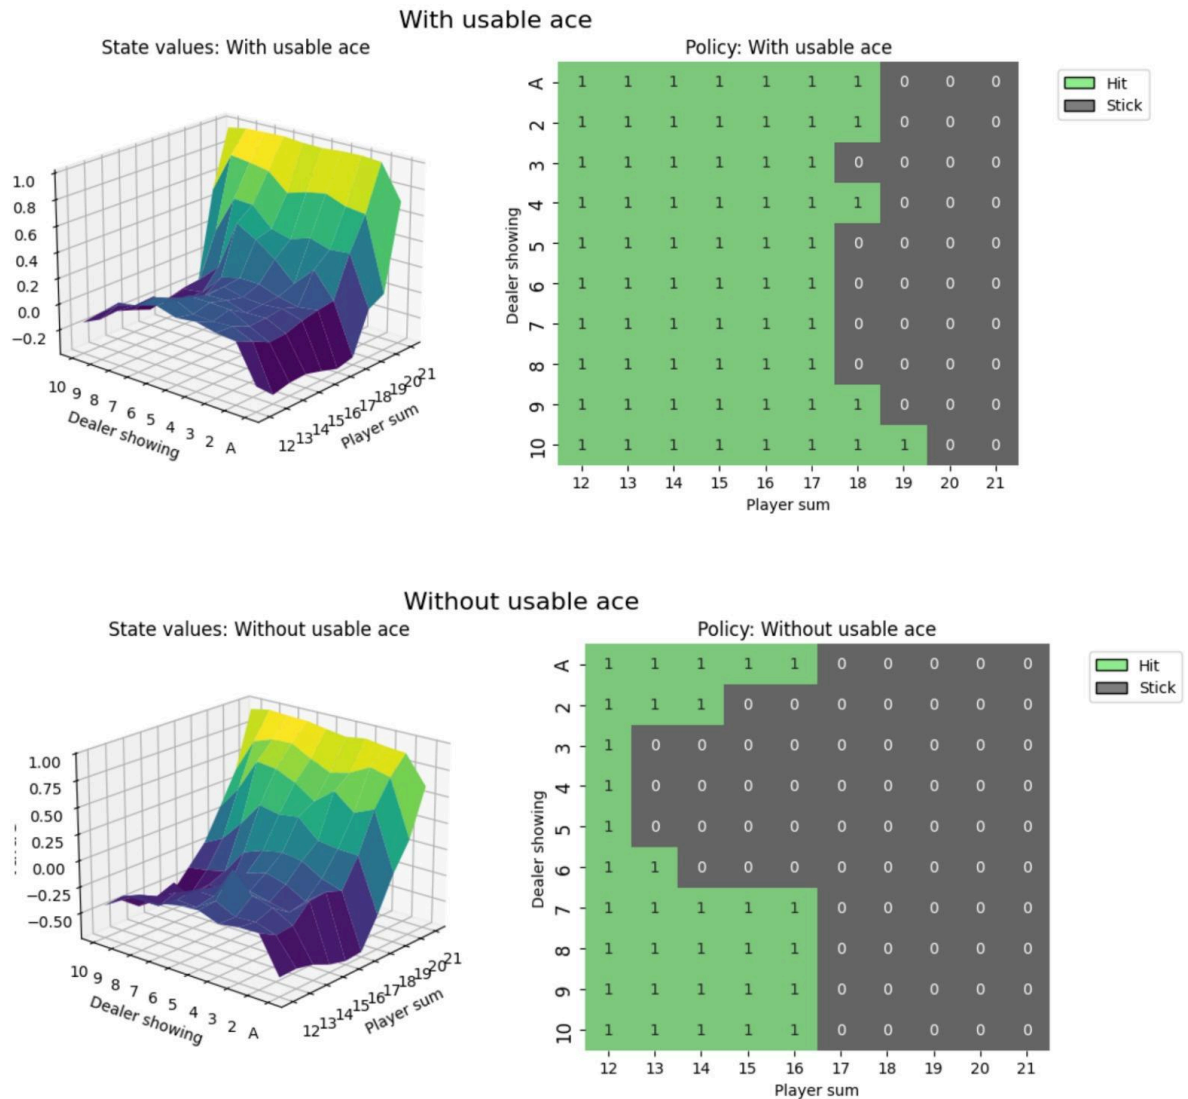 With usable ace
State values: With usable ace
1.0
0.8
0.6
0.4
0.2
0.0
−0.2
10 9 8 7 6 5 4 3 2 A
Dealer showing
12 13 14 15 16 17 18 19 20 21
Player sum
Policy: With usable ace
Dealer showing
A 1 1 1 1 1 1 1 0 0 0
2 1 1 1 1 1 1 1 0 0 0
3 1 1 1 1 1 1 0 0 0 0
4 1 1 1 1 1 1 1 0 0 0
5 1 1 1 1 1 1 0 0 0 0
6 1 1 1 1 1 1 0 0 0 0
7 1 1 1 1 1 1 0 0 0 0
8 1 1 1 1 1 1 0 0 0 0
9 1 1 1 1 1 1 1 0 0 0
10 1 1 1 1 1 1 1 1 0 0
12 13 14 15 16 17 18 19 20 21
Player sum
Hit
Stick
Without usable ace
State values: Without usable ace
1.00
0.75
0.50
0.25
0.00
−0.25
−0.50
10 9 8 7 6 5 4 3 2 A
Dealer showing
12 13 14 15 16 17 18 19 20 21
Player sum
Policy: Without usable ace
Dealer showing
A 1 1 1 1 1 0 0 0 0 0
2 1 1 1 0 0 0 0 0 0 0
3 1 0 0 0 0 0 0 0 0 0
4 1 0 0 0 0 0 0 0 0 0
5 1 0 0 0 0 0 0 0 0 0
6 1 1 0 0 0 0 0 0 0 0
7 1 1 1 1 1 0 0 0 0 0
8 1 1 1 1 1 0 0 0 0 0
9 1 1 1 1 1 0 0 0 0 0
10 1 1 1 1 1 0 0 0 0 0
12 13 14 15 16 17 18 19 20 21
Player sum
Hit
Stick